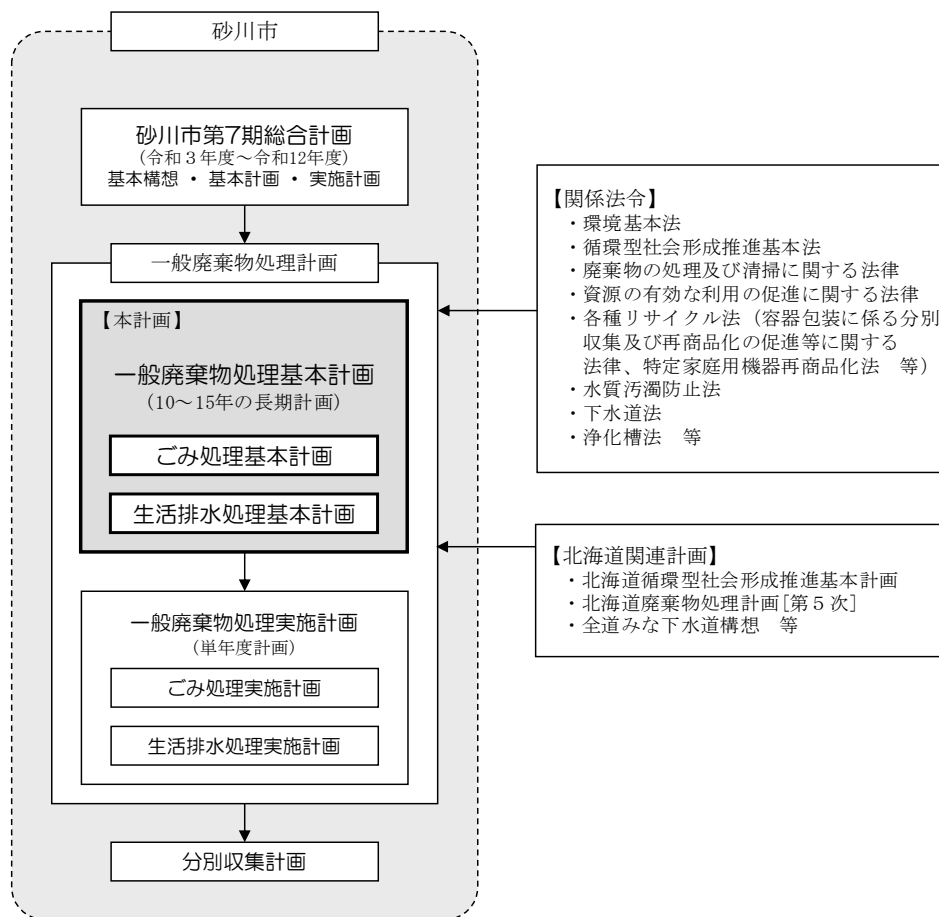 砂川市
砂川市第7期総合計画
(令和３年度～令和12年度)
基本構想 ・ 基本計画 ・ 実施計画
一般廃棄物処理計画
【本計画】
一般廃棄物処理基本計画
(10～15年の長期計画)
ごみ処理基本計画
生活排水処理基本計画
一般廃棄物処理実施計画
(単年度計画)
ごみ処理実施計画
生活排水処理実施計画
分別収集計画
【関係法令】
・環境基本法
・循環型社会形成推進基本法
・廃棄物の処理及び清掃に関する法律
・資源の有効な利用の促進に関する法律
・各種リサイクル法（容器包装に係る分別
収集及び再商品化の促進等に関する
法律、特定家庭用機器再商品化法　等）
・水質汚濁防止法
・下水道法
・浄化槽法　等
【北海道関連計画】
・北海道循環型社会形成推進基本計画
・北海道廃棄物処理計画[第５次]
・全道みな下水道構想　等